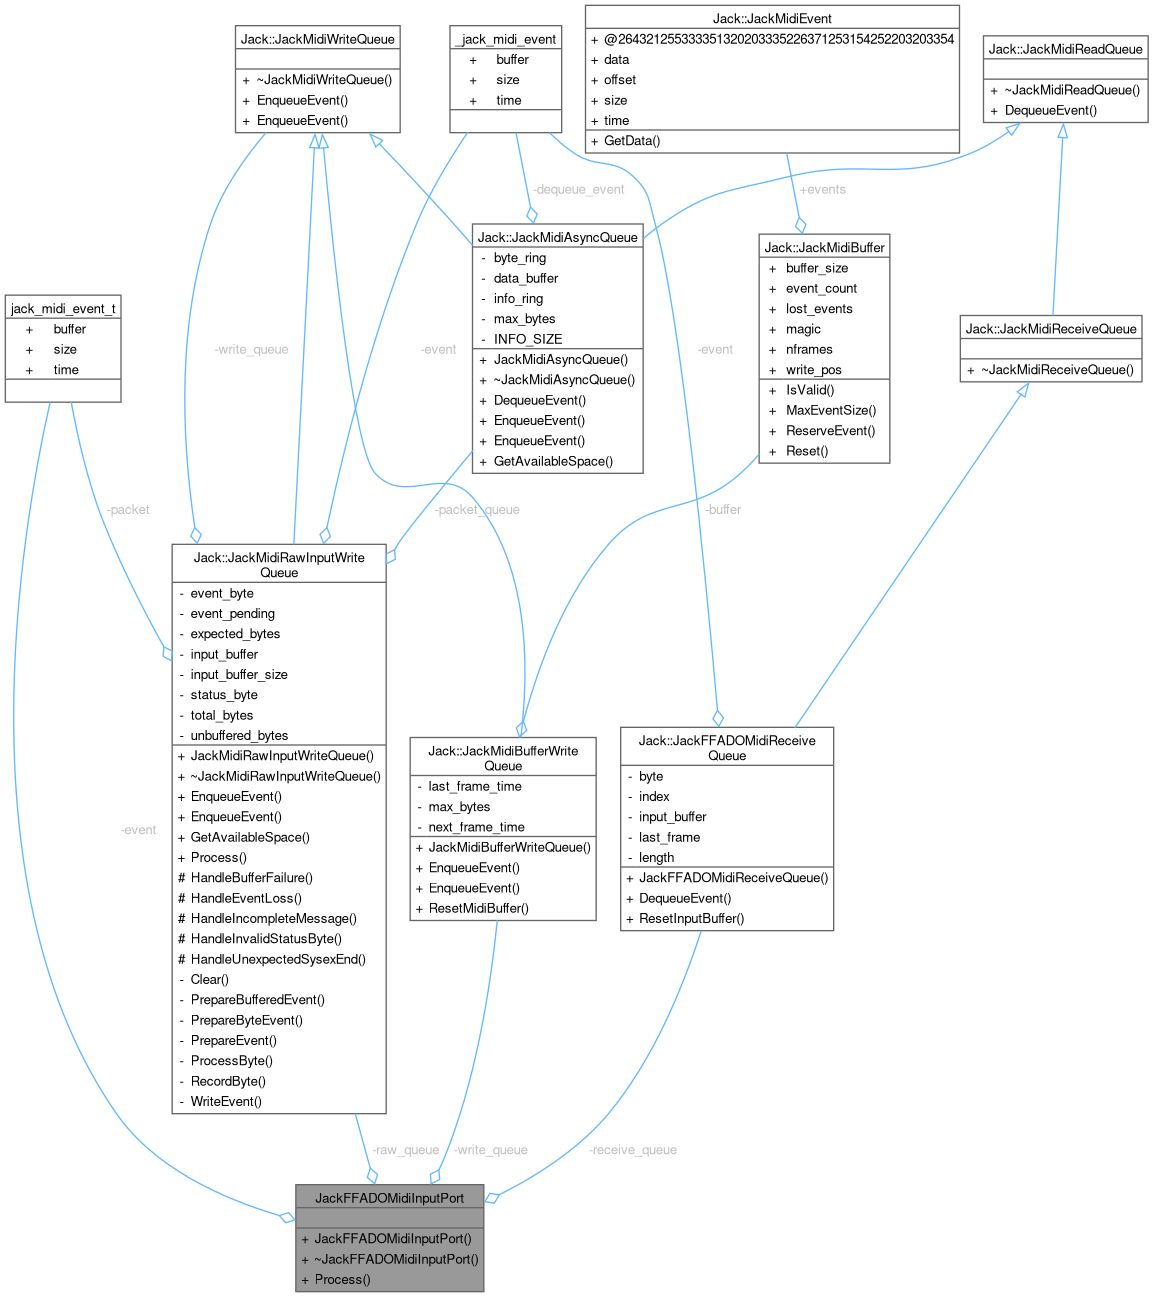 Jack::JackMidiWriteQueue
+ ~JackMidiWriteQueue()
+ EnqueueEvent()
+ EnqueueEvent()
_jack_midi_event
+ buffer
+ size
+ time
Jack::JackMidiEvent
+ @264321255333351320203335226371253154252203203354
+ data
+ offset
+ size
+ time
+ GetData()
Jack::JackMidiReadQueue
+ ~JackMidiReadQueue()
+ DequeueEvent()
-dequeue_event
+events
Jack::JackMidiAsyncQueue
- byte_ring
- data_buffer
- info_ring
- max_bytes
- INFO_SIZE
+ JackMidiAsyncQueue()
+ ~JackMidiAsyncQueue()
+ DequeueEvent()
+ EnqueueEvent()
+ EnqueueEvent()
+ GetAvailableSpace()
Jack::JackMidiBuffer
+ buffer_size
+ event_count
+ lost_events
+ magic
+ nframes
+ write_pos
+ IsValid()
+ MaxEventSize()
+ ReserveEvent()
+ Reset()
jack_midi_event_t
+ buffer
+ size
+ time
Jack::JackMidiReceiveQueue
+ ~JackMidiReceiveQueue()
-write_queue
-event
-event
-packet
-packet_queue
-buffer
Jack::JackMidiRawInputWrite
Queue
- event_byte
- event_pending
- expected_bytes
- input_buffer
- input_buffer_size
- status_byte
- total_bytes
- unbuffered_bytes
+ JackMidiRawInputWriteQueue()
+ ~JackMidiRawInputWriteQueue()
+ EnqueueEvent()
+ EnqueueEvent()
+ GetAvailableSpace()
+ Process()
# HandleBufferFailure()
# HandleEventLoss()
# HandleIncompleteMessage()
# HandleInvalidStatusByte()
# HandleUnexpectedSysexEnd()
- Clear()
- PrepareBufferedEvent()
- PrepareByteEvent()
- PrepareEvent()
- ProcessByte()
- RecordByte()
- WriteEvent()
Jack::JackMidiBufferWrite
Queue
- last_frame_time
- max_bytes
- next_frame_time
+ JackMidiBufferWriteQueue()
+ EnqueueEvent()
+ EnqueueEvent()
+ ResetMidiBuffer()
Jack::JackFFADOMidiReceive
Queue
- byte
- index
- input_buffer
- last_frame
- length
+ JackFFADOMidiReceiveQueue()
+ DequeueEvent()
+ ResetInputBuffer()
-event
-raw_queue
-write_queue
-receive_queue
JackFFADOMidiInputPort
+ JackFFADOMidiInputPort()
+ ~JackFFADOMidiInputPort()
+ Process()